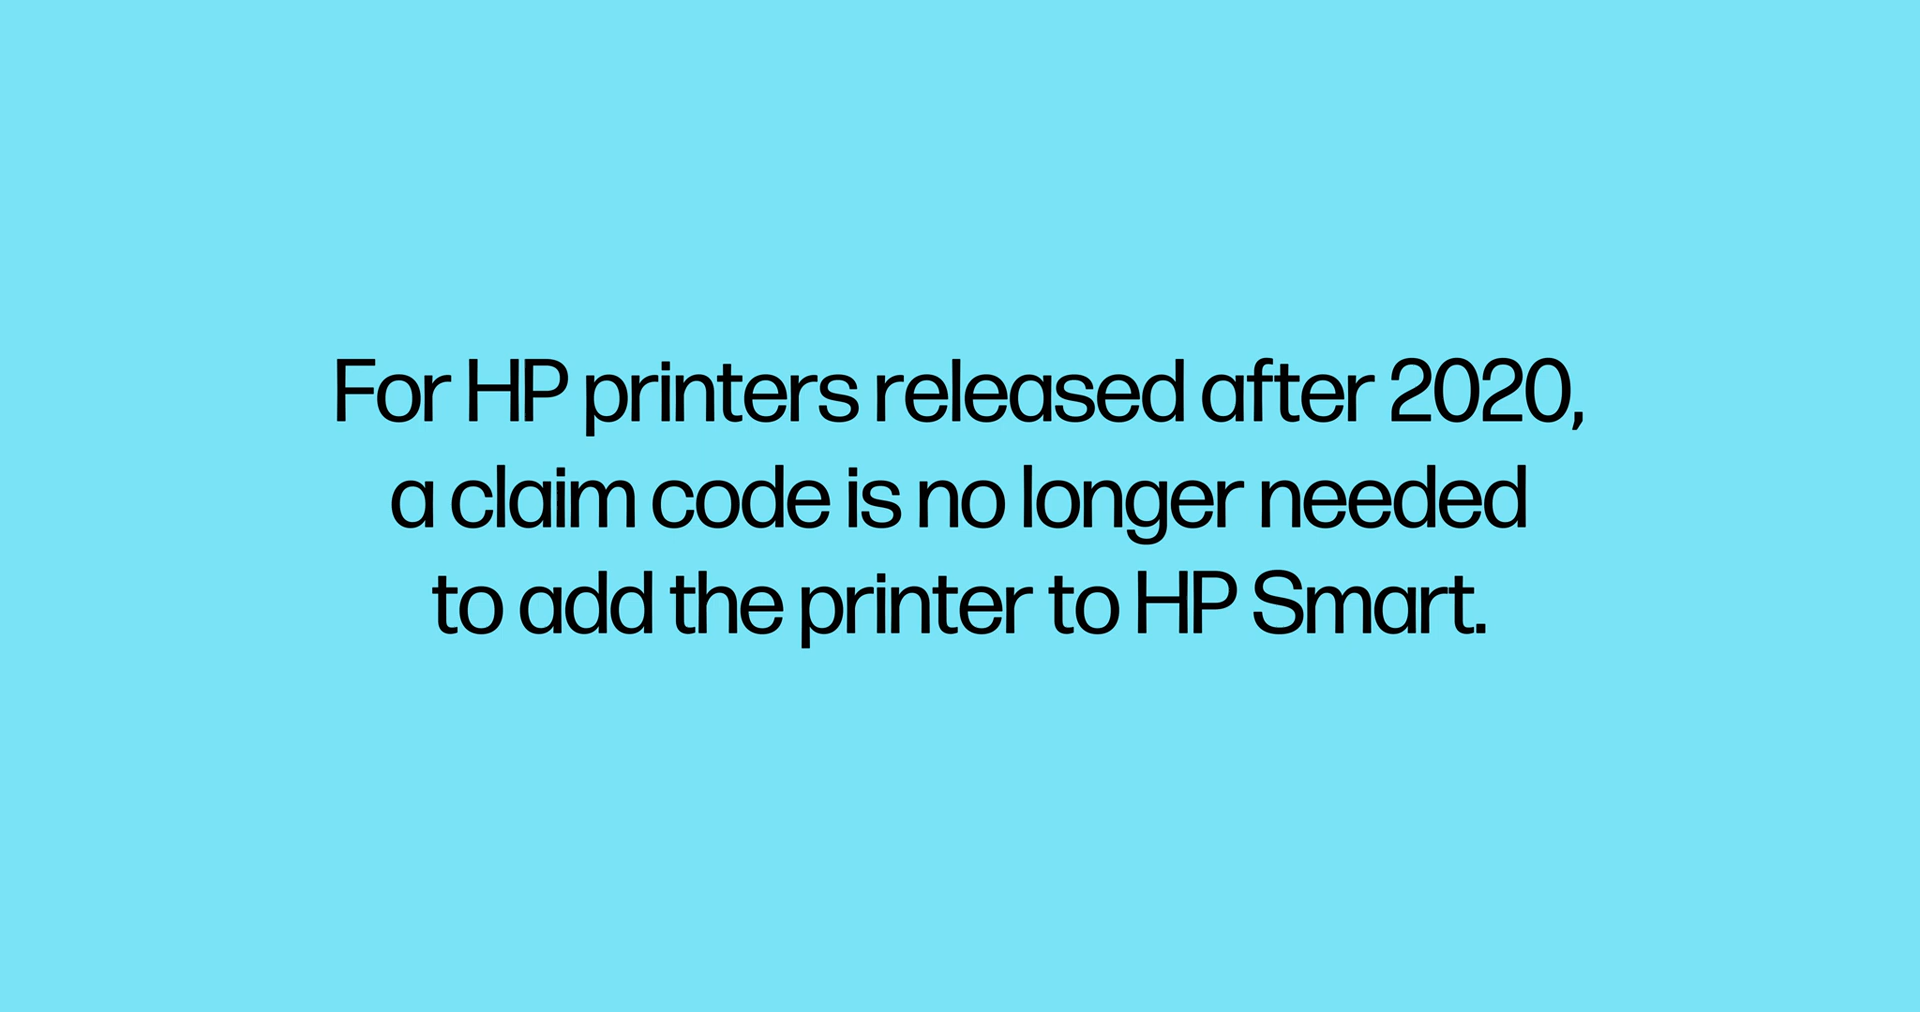 For HP printers released after 2020,
a claim code is no longer needed
to add the printer to HP Smart.